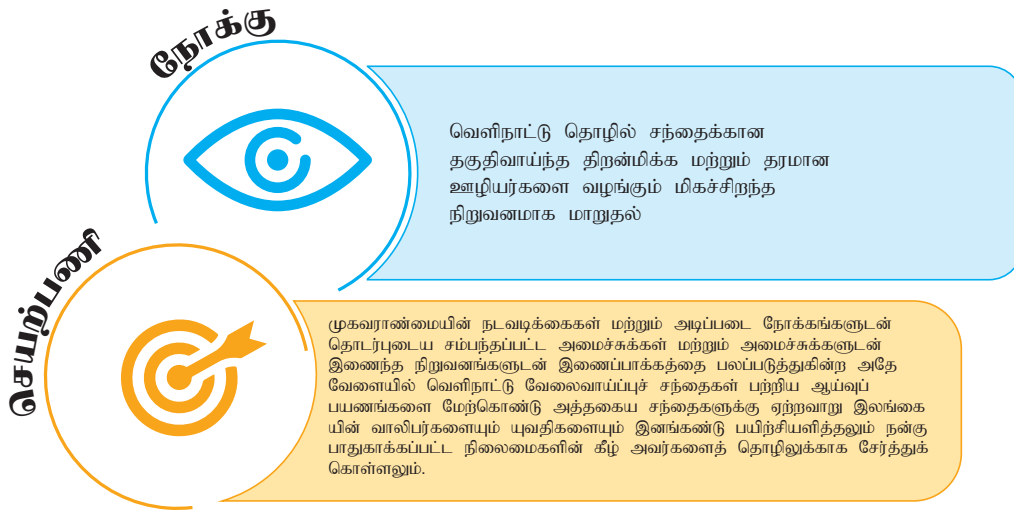 நோக்கு
வெளிநாட்டு தொழில் சந்தைக்கான
தகுதிவாய்ந்த திறன்மிக்க மற்றும் தரமான
ஊழியர்களை வழங்கும் மிகச்சிறந்த
நிறுவனமாக மாறுதல்
செயற்பணி
முகவராண்மையின் நடவடிக்கைகள் மற்றும் அடிப்படை நோக்கங்களுடன்
தொடர்புடைய சம்பந்தப்பட்ட அமைச்சுக்கள் மற்றும் அமைச்சுக்களுடன்
இணைந்த நிறுவனங்களுடன் இணைப்பாக்கத்தை பலப்படுத்துகின்ற அதே
வேளையில் வெளிநாட்டு வேலைவாய்ப்புச் சந்தைகள் பற்றிய ஆய்வுப்
பயணங்களை மேற்கொண்டு அத்தகைய சந்தைகளுக்கு ஏற்றவாறு இலங்கை
யின் வாலிபர்களையும் யுவதிகளையும் இனங்கண்டு பயிற்சியளித்தலும் நன்கு
பாதுகாக்கப்பட்ட நிலைமைகளின் கீழ் அவர்களைத் தொழிலுக்காக சேர்த்துக்
கொள்ளலும்.